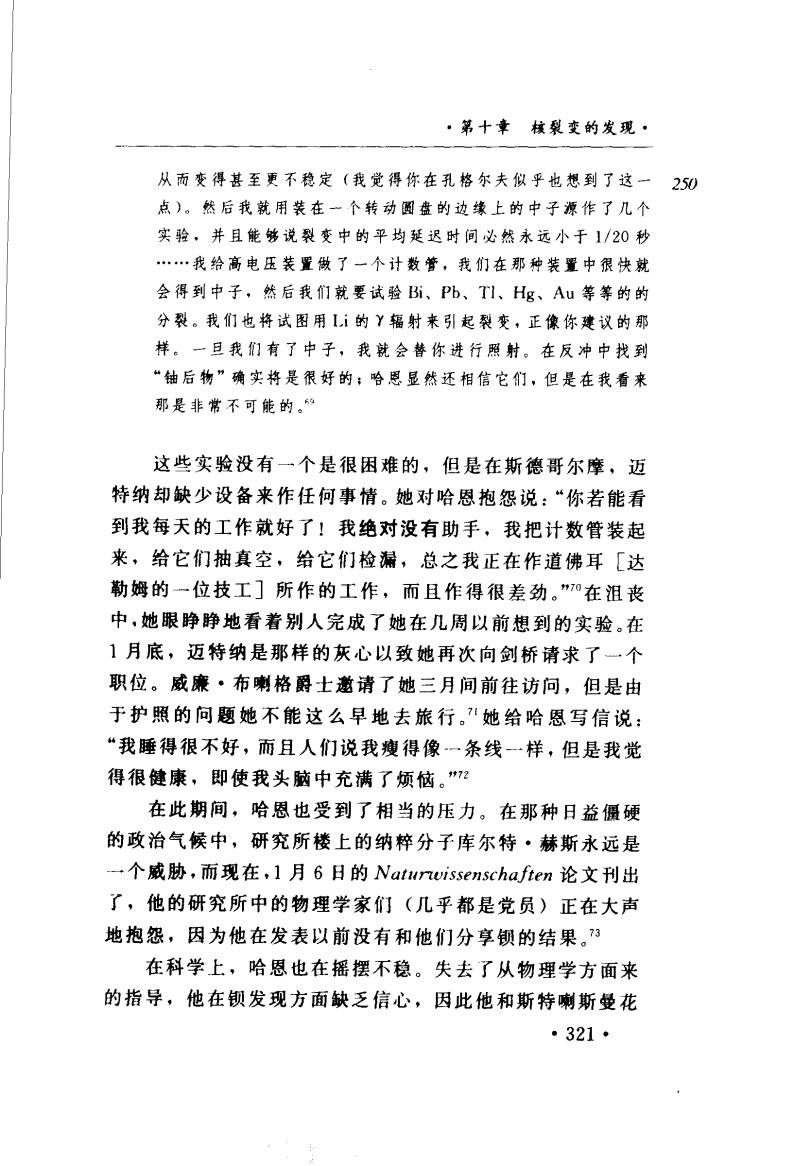 ·第十章 核裂变的发现·
从而变得甚至更不稳定（我觉得你在孔格尔夫似乎也想到了这一 250
点）。然后我就用装在一个转动圆盘的边缘上的中子源作了几个
实验，并且能够说裂变中的平均延迟时间必然永远小于 1/20 秒
……我给高电压装置做了一个计数管，我们在那种装置中很快就
会得到中子，然后我们就要试验 Bi、Pb、Tl、Hg、Au 等等的的
分裂。我们也将试图用 Li 的 γ 辐射来引起裂变，正像你建议的那
样。一旦我们有了中子，我就会替你进行照射。在反冲中找到
“铀后物”确实将是很好的；哈恩显然还相信它们，但是在我看来
那是非常不可能的。69
这些实验没有一个是很困难的，但是在斯德哥尔摩，迈
特纳却缺少设备来作任何事情。她对哈恩抱怨说：“你若能看
到我每天的工作就好了！我绝对没有助手，我把计数管装起
来，给它们抽真空，给它们检漏，总之我正在作道佛耳［达
勒姆的一位技工］所作的工作，而且作得很差劲。”70在沮丧
中，她眼睁睁地看着别人完成了她在几周以前想到的实验。在
1 月底，迈特纳是那样的灰心以致她再次向剑桥请求了一个
职位。威廉·布喇格爵士邀请了她三月间前往访问，但是由
于护照的问题她不能这么早地去旅行。71她给哈恩写信说：
“我睡得很不好，而且人们说我瘦得像一条线一样，但是我觉
得很健康，即使我头脑中充满了烦恼。”72
在此期间，哈恩也受到了相当的压力。在那种日益僵硬
的政治气候中，研究所楼上的纳粹分子库尔特·赫斯永远是
一个威胁，而现在，1 月 6 日的 Naturwissenschaften 论文刊出
了，他的研究所中的物理学家们（几乎都是党员）正在大声
地抱怨，因为他在发表以前没有和他们分享钡的结果。73
在科学上，哈恩也在摇摆不稳。失去了从物理学方面来
的指导，他在钡发现方面缺乏信心，因此他和斯特喇斯曼花
·321·